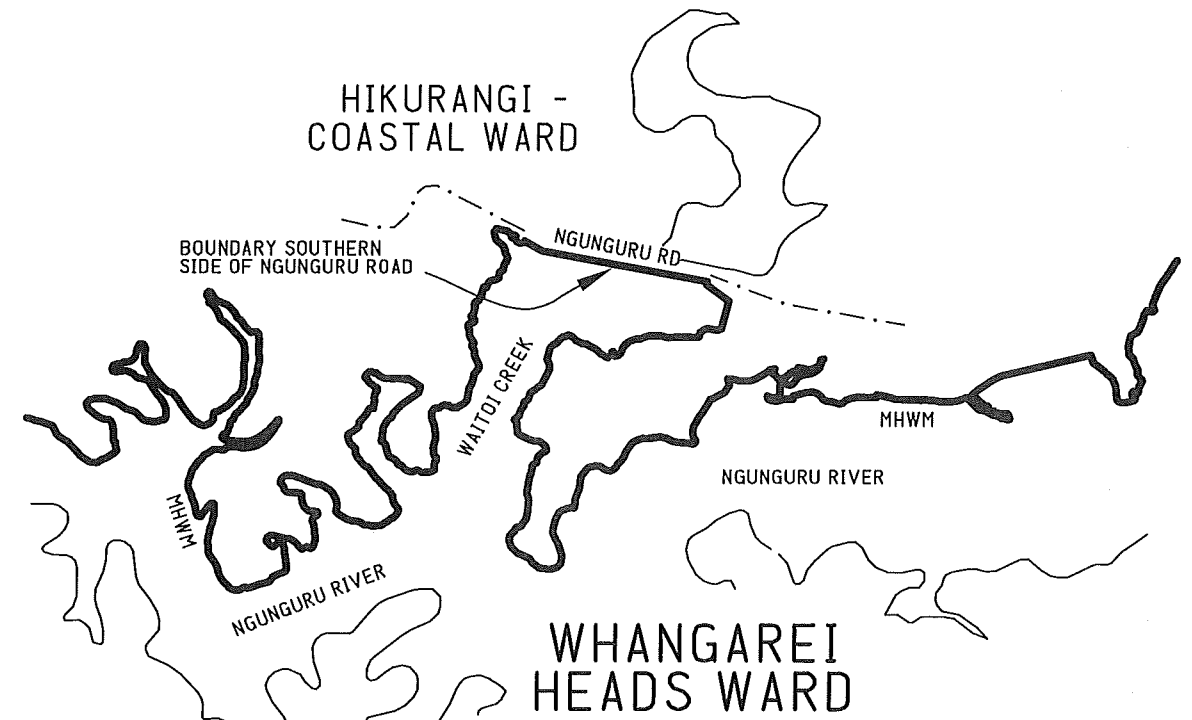 HIKURANGI -
COASTAL WARD
NGUNGURU RD
BOUNDARY SOUTHERN
SIDE OF NGUNGURU ROAD
WAITOI CREEK
MHWM
NGUNGURU RIVER
MHWM
NGUNGURU RIVER
WHANGAREI
HEADS WARD